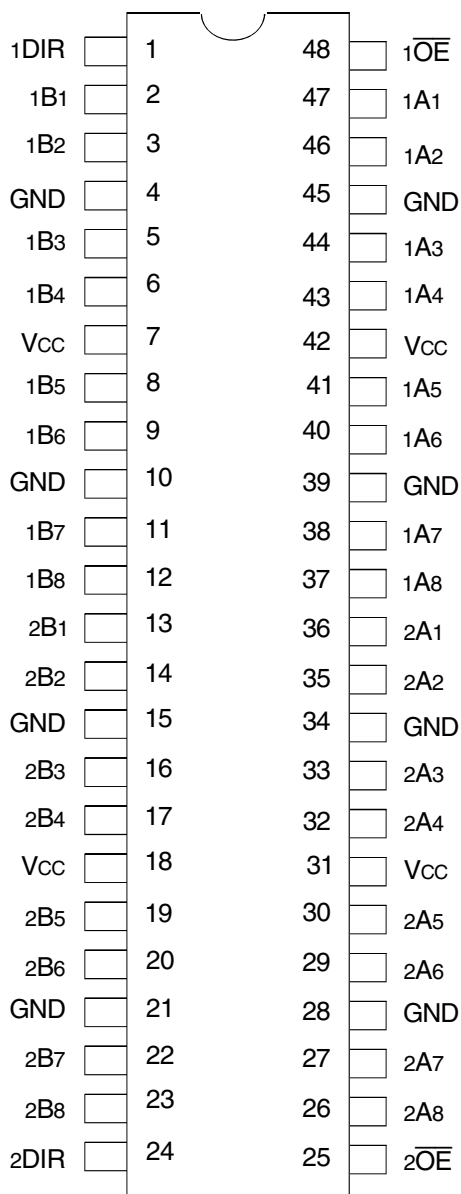 1DIR 1 48 1O̅E̅
1B1 2 47 1A1
1B2 3 46 1A2
GND 4 45 GND
1B3 5 44 1A3
1B4 6 43 1A4
VCC 7 42 VCC
1B5 8 41 1A5
1B6 9 40 1A6
GND 10 39 GND
1B7 11 38 1A7
1B8 12 37 1A8
2B1 13 36 2A1
2B2 14 35 2A2
GND 15 34 GND
2B3 16 33 2A3
2B4 17 32 2A4
VCC 18 31 VCC
2B5 19 30 2A5
2B6 20 29 2A6
GND 21 28 GND
2B7 22 27 2A7
2B8 23 26 2A8
2DIR 24 25 2O̅E̅